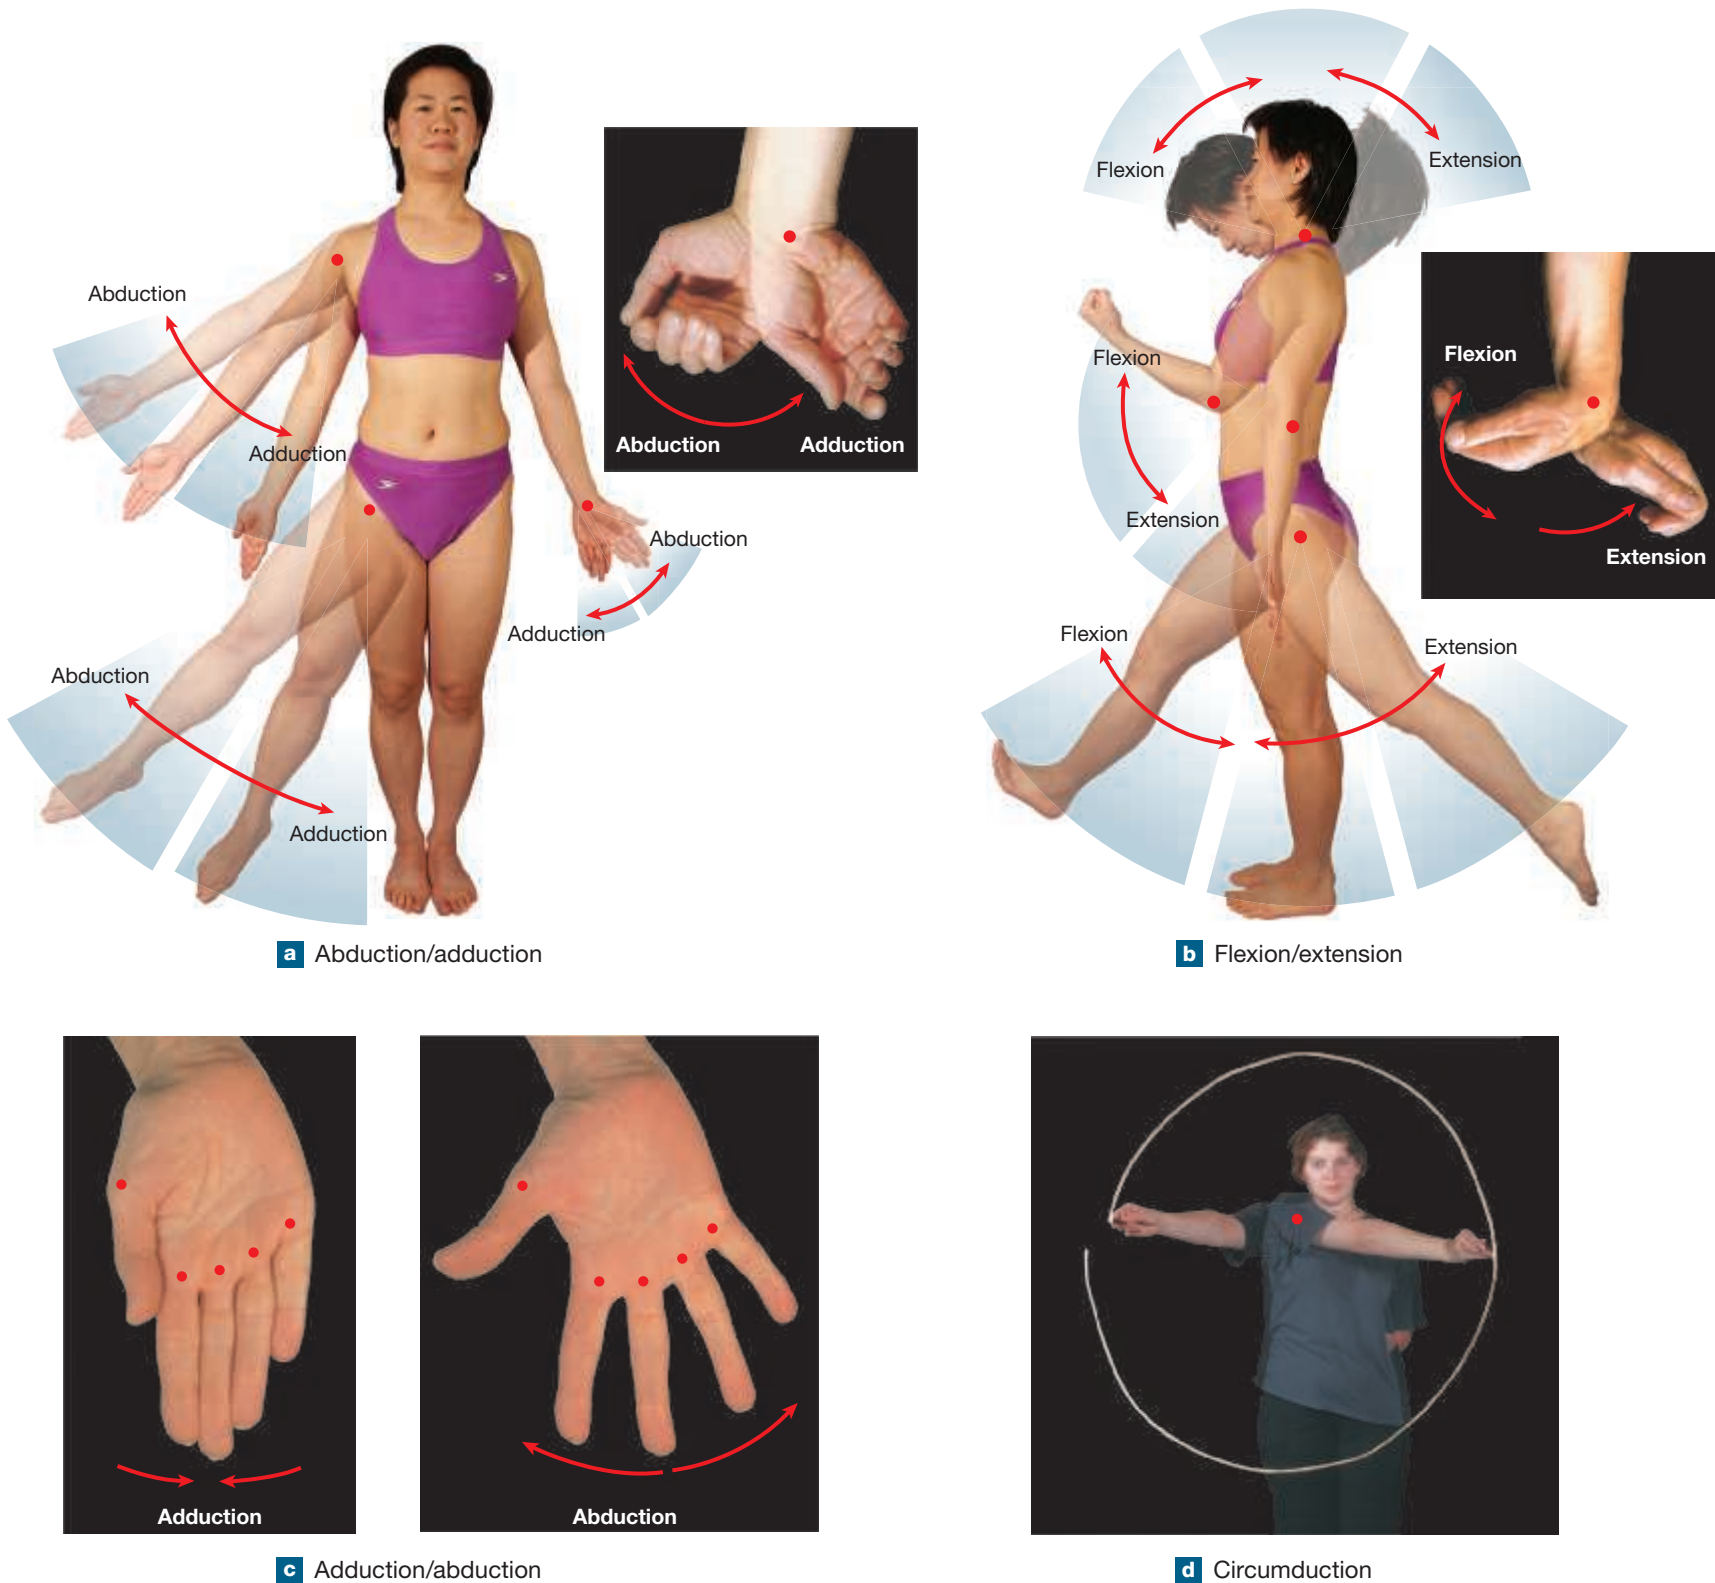 Abduction
Adduction
Abduction
Adduction
Abduction
Adduction
Abduction
Adduction
a Abduction/adduction
Flexion
Extension
Flexion
Extension
Flexion
Extension
Flexion
Extension
b Flexion/extension
Adduction
Abduction
c Adduction/abduction
d Circumduction